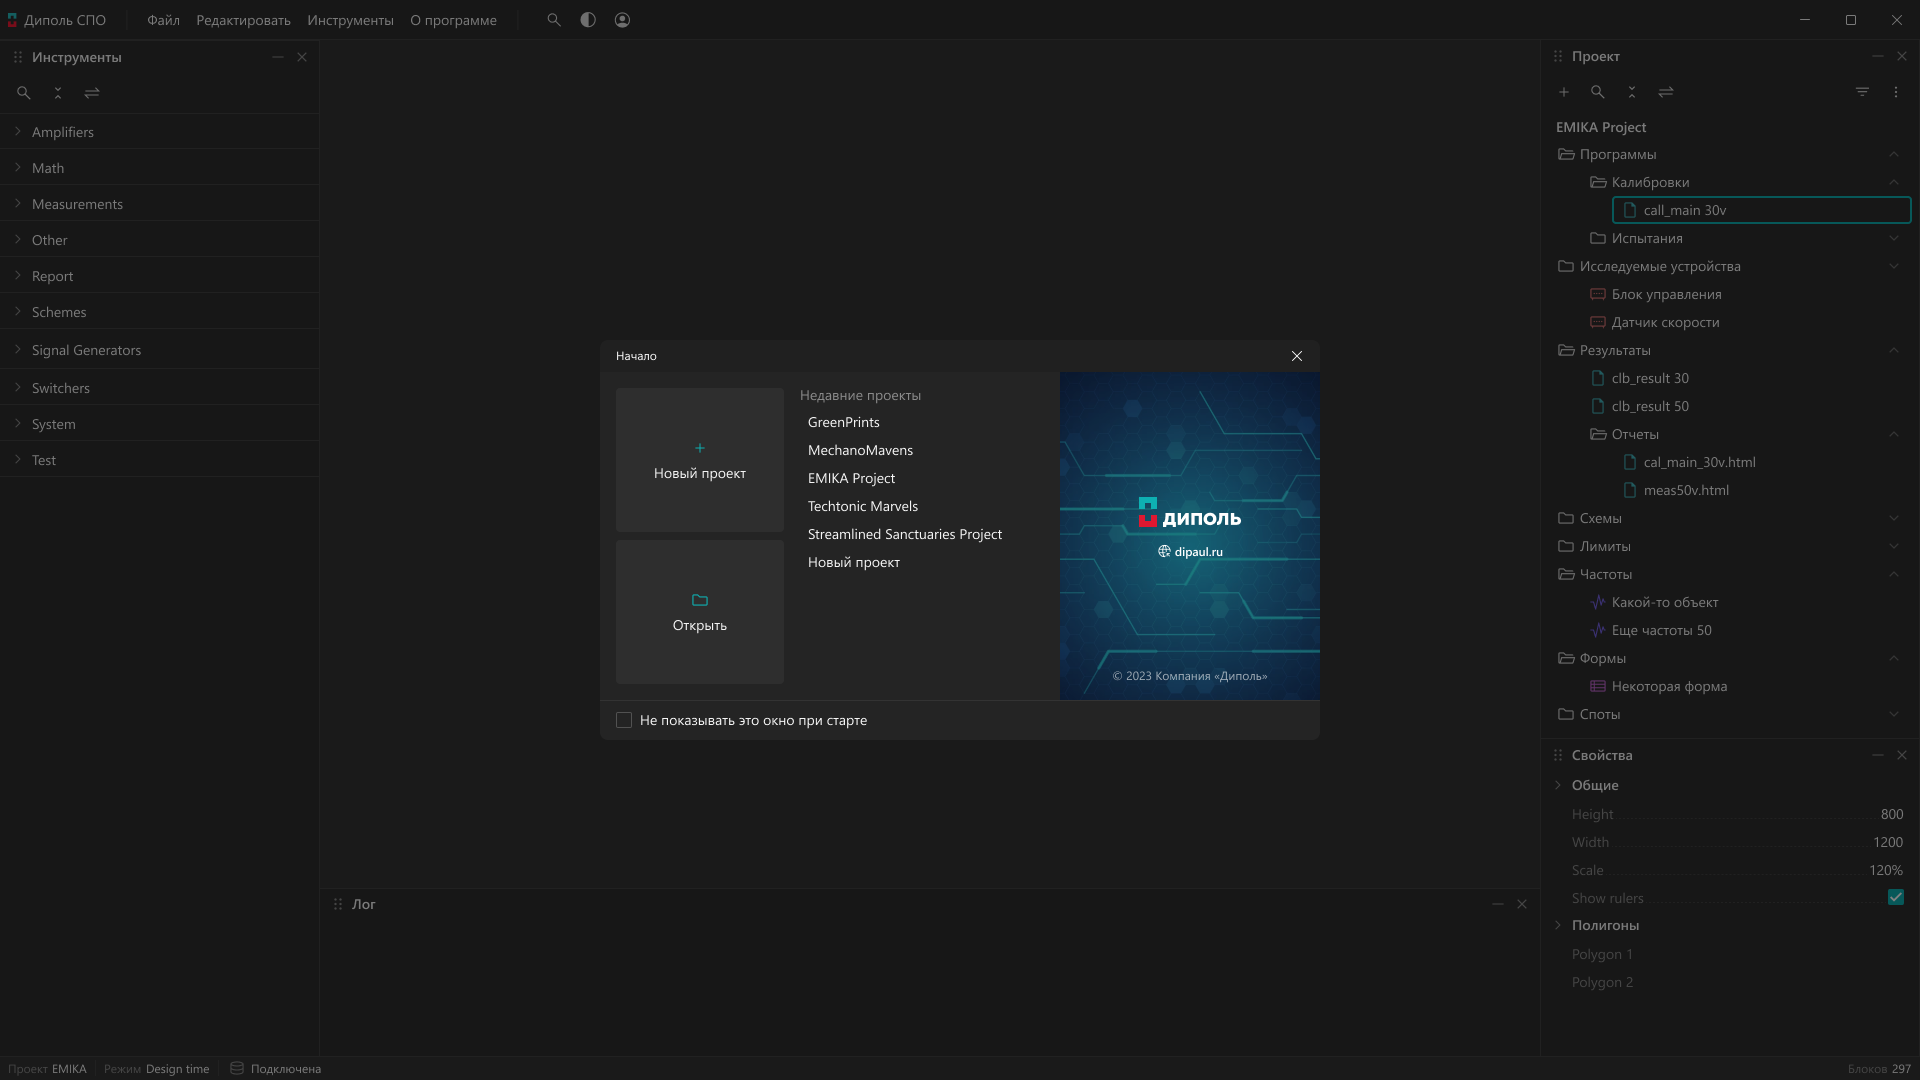 Диполь СПО
Файл Редактировать Инструменты О программе
Инструменты
Amplifiers
Math
Measurements
Other
Report
Schemes
Signal Generators
Switchers
System
Test
Начало
Новый проект
Открыть
Недавние проекты
GreenPrints
MechanoMavens
EMIKA Project
Techtonic Marvels
Streamlined Sanctuaries Project
Новый проект
ДИПОЛЬ
dipaul.ru
© 2023 Компания «Диполь»
Не показывать это окно при старте
Лог
Проект
EMIKA Project
Программы
Калибровки
call_main 30v
Испытания
Исследуемые устройства
Блок управления
Датчик скорости
Результаты
clb_result 30
clb_result 50
Отчеты
cal_main_30v.html
meas50v.html
Схемы
Лимиты
Частоты
Какой-то объект
Еще частоты 50
Формы
Некоторая форма
Споты
Свойства
Общие
Height 800
Width 1200
Scale 120%
Show rulers
Полигоны
Polygon 1
Polygon 2
Проект EMIKA Режим Design time Подключена Блоков 297